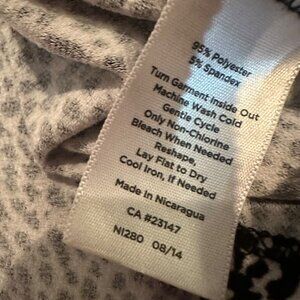 95% Polyester
5% Spandex
Turn Garment Inside Out
Machine Wash Cold
Gentle Cycle
Only Non-Chlorine
Bleach When Needed
Reshape,
Lay Flat to Dry
Cool Iron, If Needed
Made in Nicaragua
CA #23147
NI280 08/14